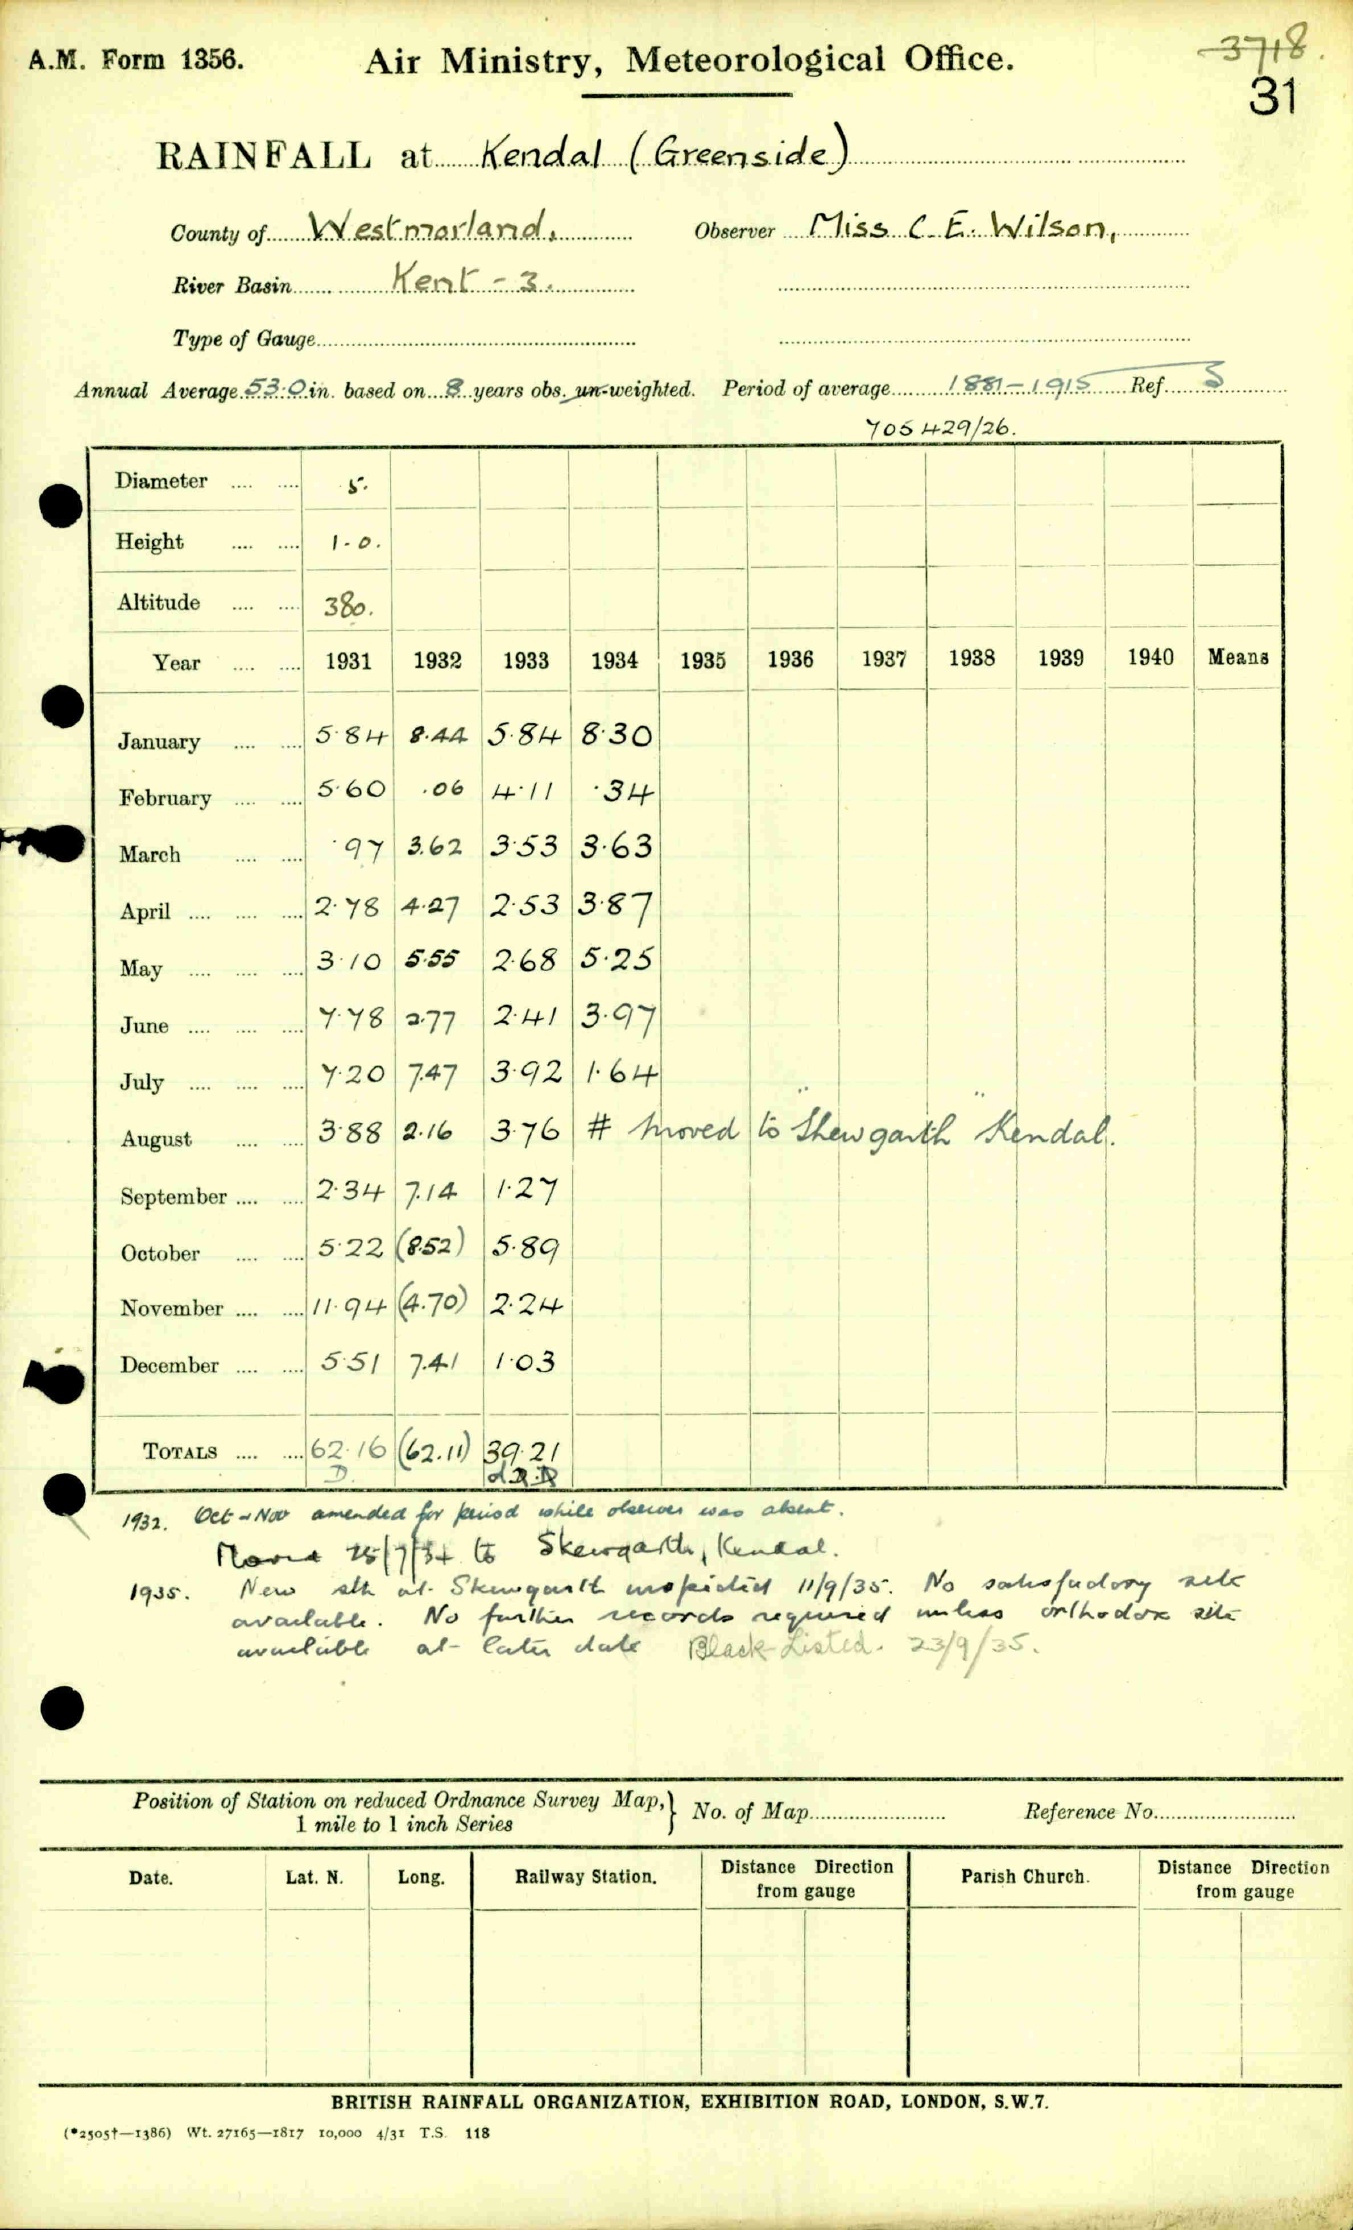 3718.
A.M. Form 1356. Air Ministry, Meteorological Office.
31
RAINFALL at Kendal (Greenside)
County of Westmorland. Observer Miss C. E. Wilson,
River Basin Kent - 3.
Type of Gauge
Annual Average 53.0 in. based on 8 years obs. un-weighted. Period of average 1881-1915 Ref. S
705429/26.
Diameter 5.
Height 1.0.
Altitude 380.
Year 1931 1932 1933 1934 1935 1936 1937 1938 1939 1940 Means
January 5.84 8.44 5.84 8.30
February 5.60 .06 4.11 .34
March .97 3.62 3.53 3.63
April 2.78 4.27 2.53 3.87
May 3.10 5.55 2.68 5.25
June 7.78 2.77 2.41 3.97
July 7.20 7.47 3.92 1.64
August 3.88 2.16 3.76 # moved to "Skewgarth" Kendal.
September 2.34 7.14 1.27
October 5.22 (8.52) 5.89
November 11.94 (4.70) 2.24
December 5.51 7.41 1.03
TOTALS 62.16 (62.11) 39.21
D.
1932. Oct & Nov amended for period while observer was absent.
Moved 25/7/34 to Skewgarth, Kendal.
1935. New stn at Skewgarth inspected 11/9/35. No satisfactory site
available. No further records required unless orthodox site
available at later date Black-Listed. 23/9/35.
Position of Station on reduced Ordnance Survey Map,} No. of Map Reference No.
1 mile to 1 inch Series
Date. Lat. N. Long. Railway Station. Distance Direction from gauge Parish Church. Distance Direction from gauge
BRITISH RAINFALL ORGANIZATION, EXHIBITION ROAD, LONDON, S.W.7.
(*2505†—1386) Wt. 27165—1817 10,000 4/31 T.S. 118